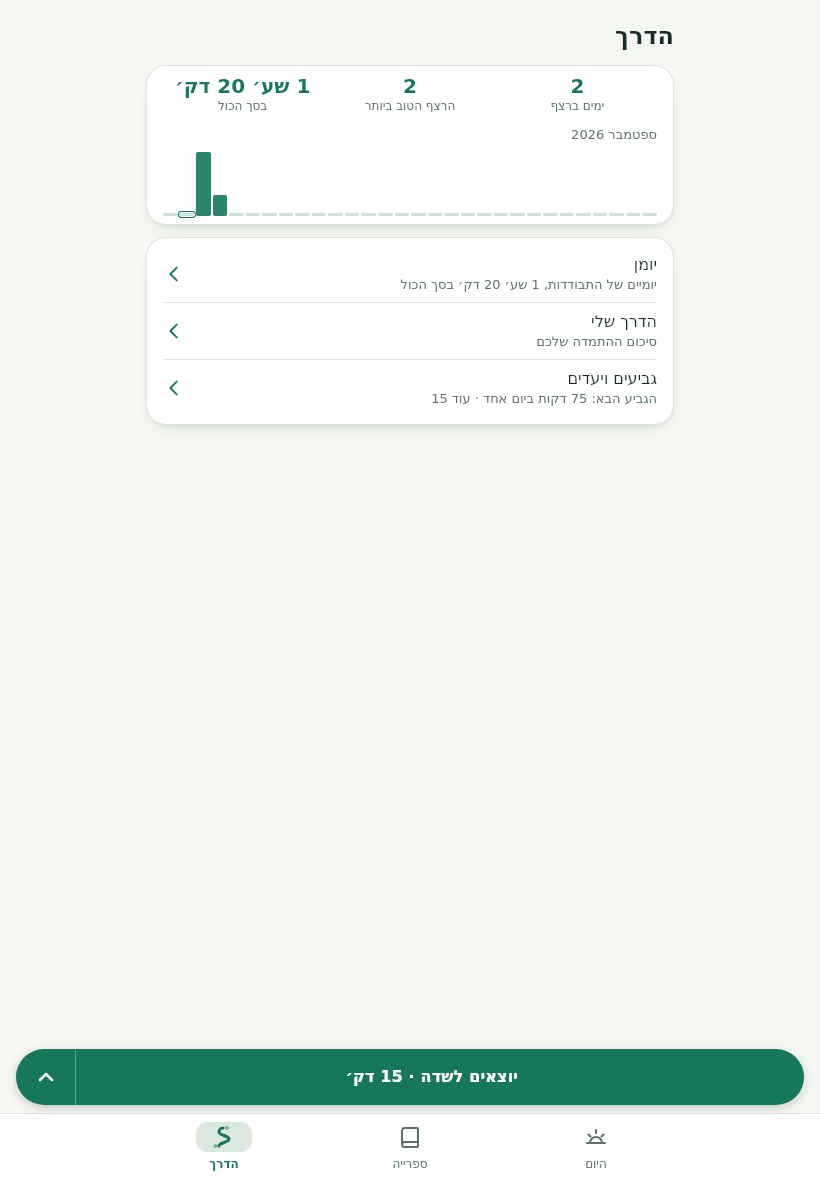 הדרך
2
ימים ברצף
2
הרצף הטוב ביותר
1 שע׳ 20 דק׳
בסך הכול
ספטמבר 2026
יומן
יומיים של התבודדות, 1 שע׳ 20 דק׳ בסך הכול
הדרך שלי
סיכום ההתמדה שלכם
גביעים ויעדים
הגביע הבא: 75 דקות ביום אחד · עוד 15
יוצאים לשדה · 15 דק׳
היום
ספרייה
הדרך